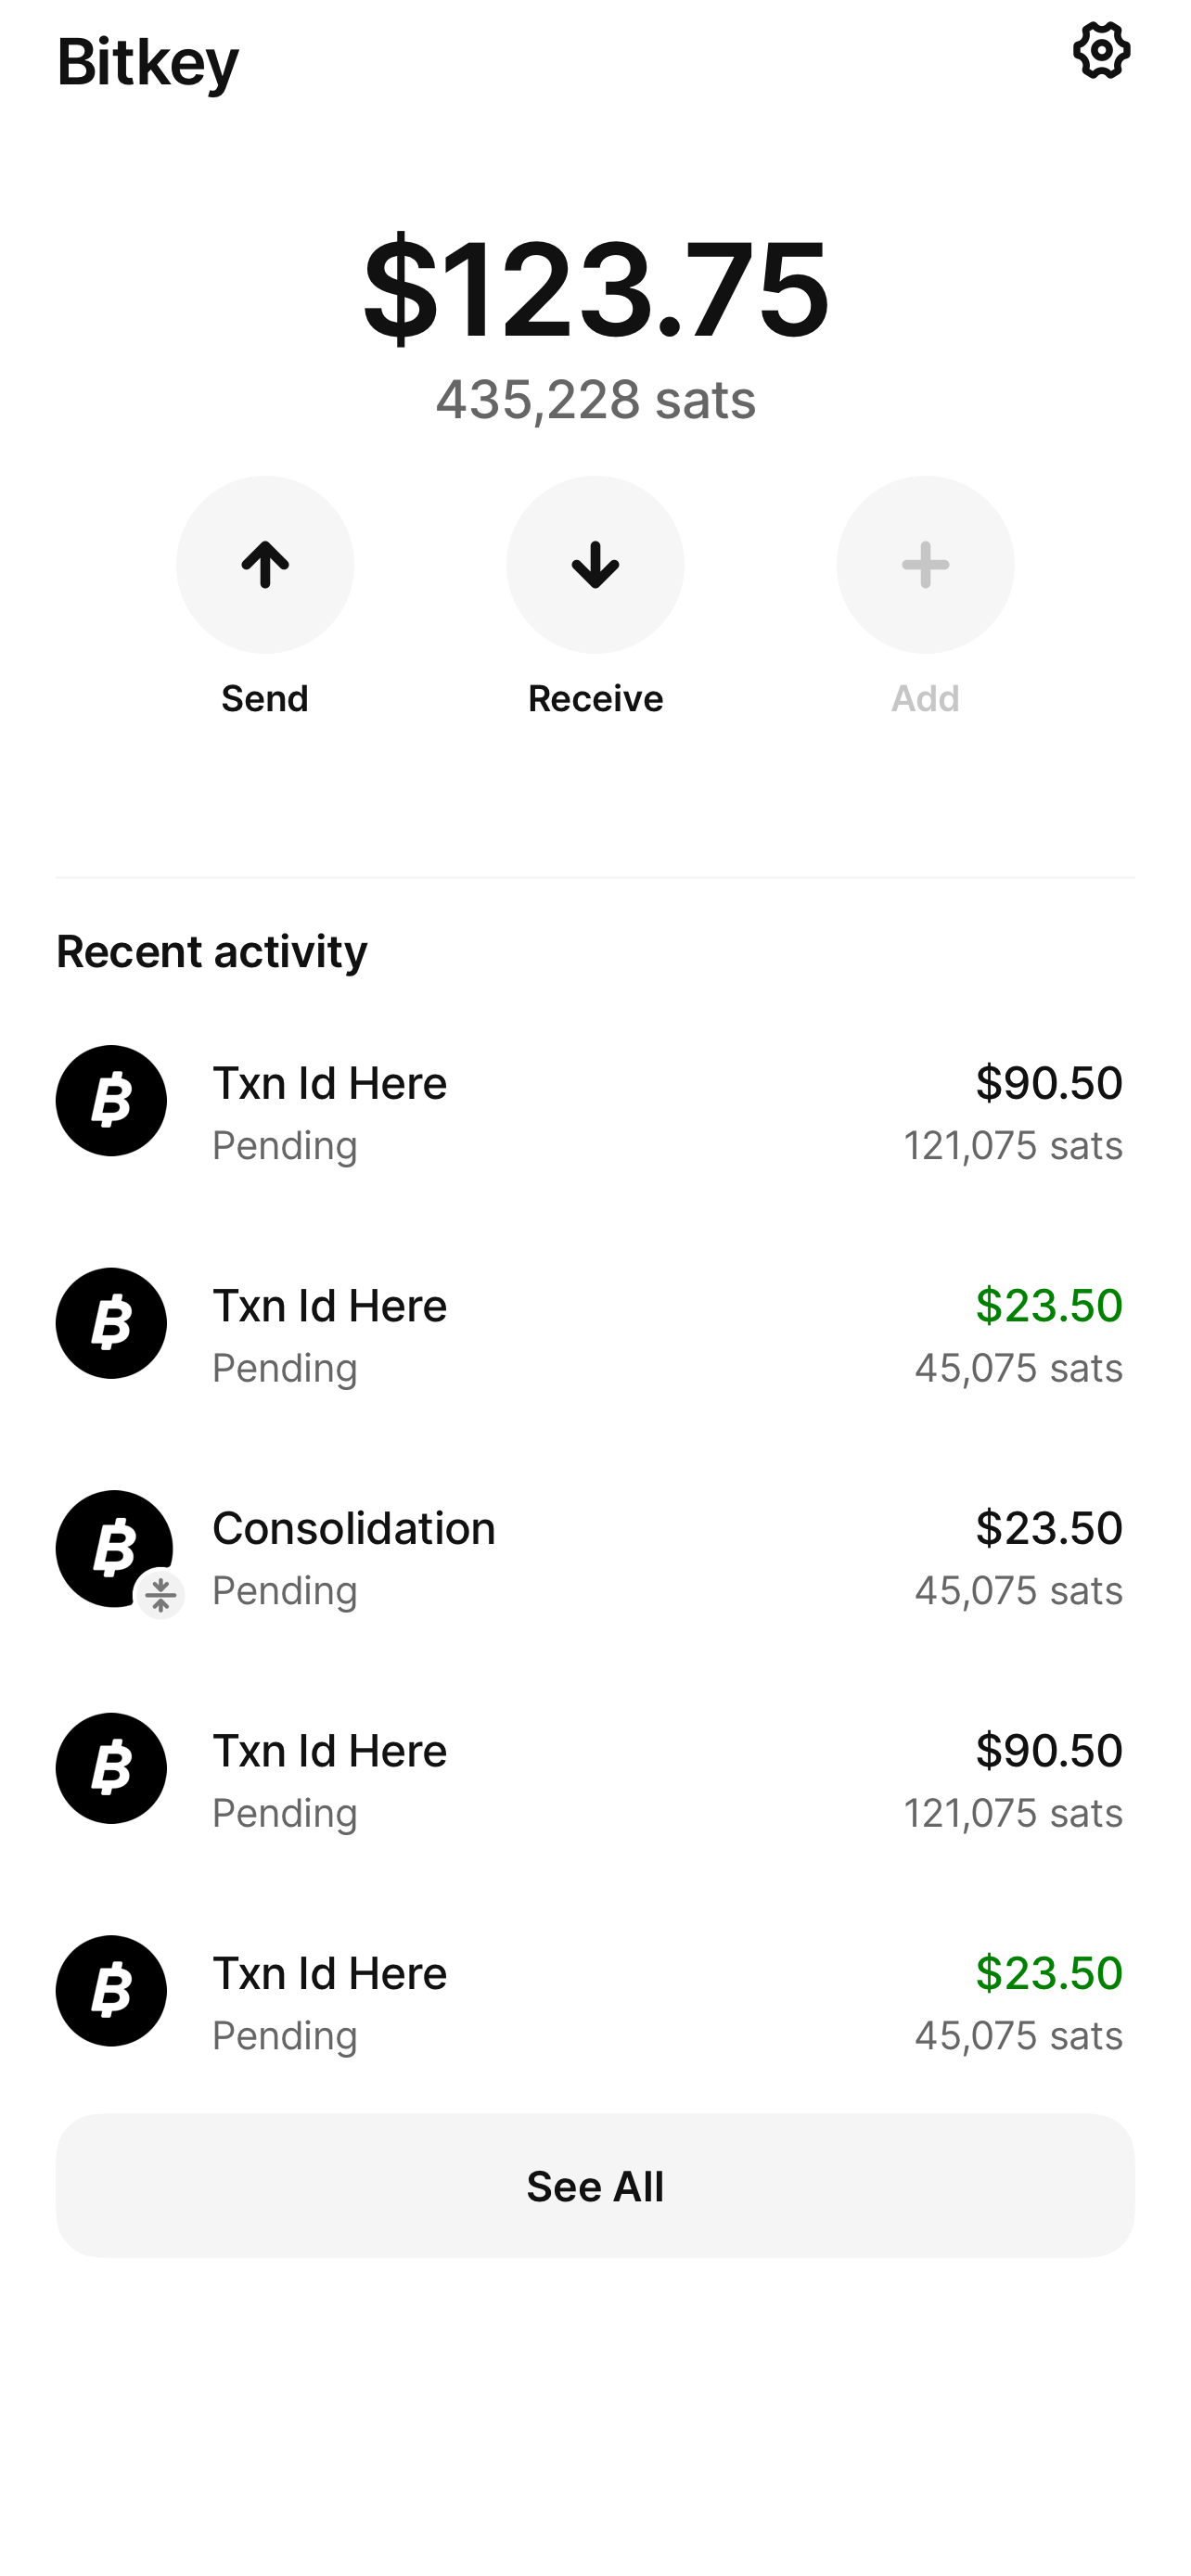 Bitkey
$123.75
435,228 sats
Send
Receive
Add
Recent activity
Txn Id Here
$90.50
Pending
121,075 sats
Txn Id Here
$23.50
Pending
45,075 sats
Consolidation
$23.50
Pending
45,075 sats
Txn Id Here
$90.50
Pending
121,075 sats
Txn Id Here
$23.50
Pending
45,075 sats
See All